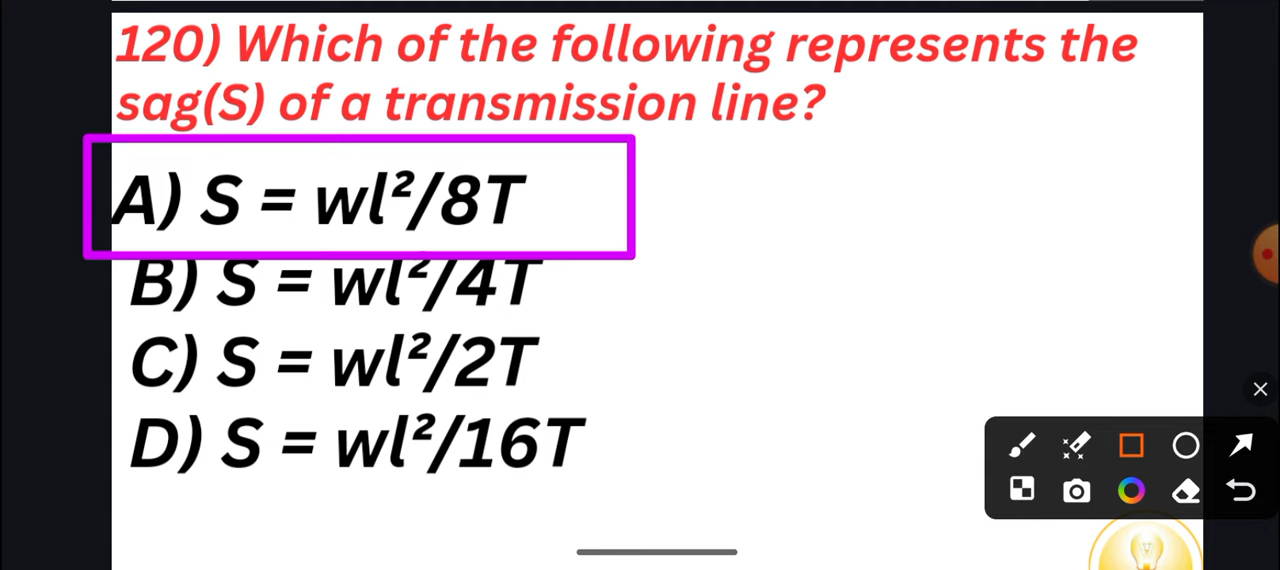 120) Which of the following represents the
sag(S) of a transmission line?
A) S = wl²/8T
B) S = wl²/4T
C) S = wl²/2T
D) S = wl²/16T